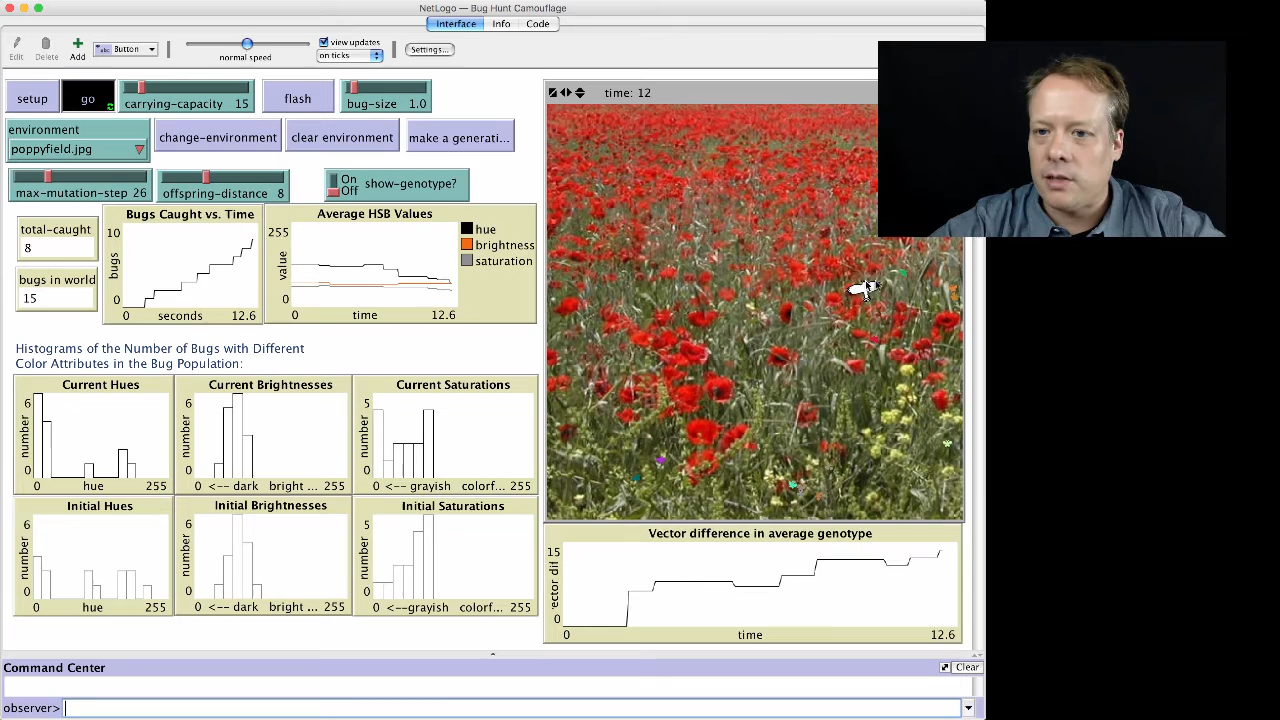 NetLogo — Bug Hunt Camouflage
Interface Info Code
Edit Delete Add abc Button normal speed view updates on ticks Settings...
setup go carrying-capacity 15 flash bug-size 1.0
environment
poppyfield.jpg
change-environment clear environment make a generati...
max-mutation-step 26 offspring-distance 8 On Off show-genotype?
total-caught
8
bugs in world
15
Bugs Caught vs. Time
10
bugs
0
seconds 12.6
Average HSB Values
255
value
0
time 12.6
hue
brightness
saturation
Histograms of the Number of Bugs with Different
Color Attributes in the Bug Population:
Current Hues
6
number
0
0 hue 255
Current Brightnesses
6
number
0
0 <-- dark bright ... 255
Current Saturations
5
number
0
0 <--grayish colorf... 255
Initial Hues
6
number
0
0 hue 255
Initial Brightnesses
6
number
0
0 <-- dark bright ... 255
Initial Saturations
5
number
0
0 <--grayish colorf... 255
time: 12
Vector difference in average genotype
15
ector dif
0
0 time 12.6
Command Center
Clear
observer>